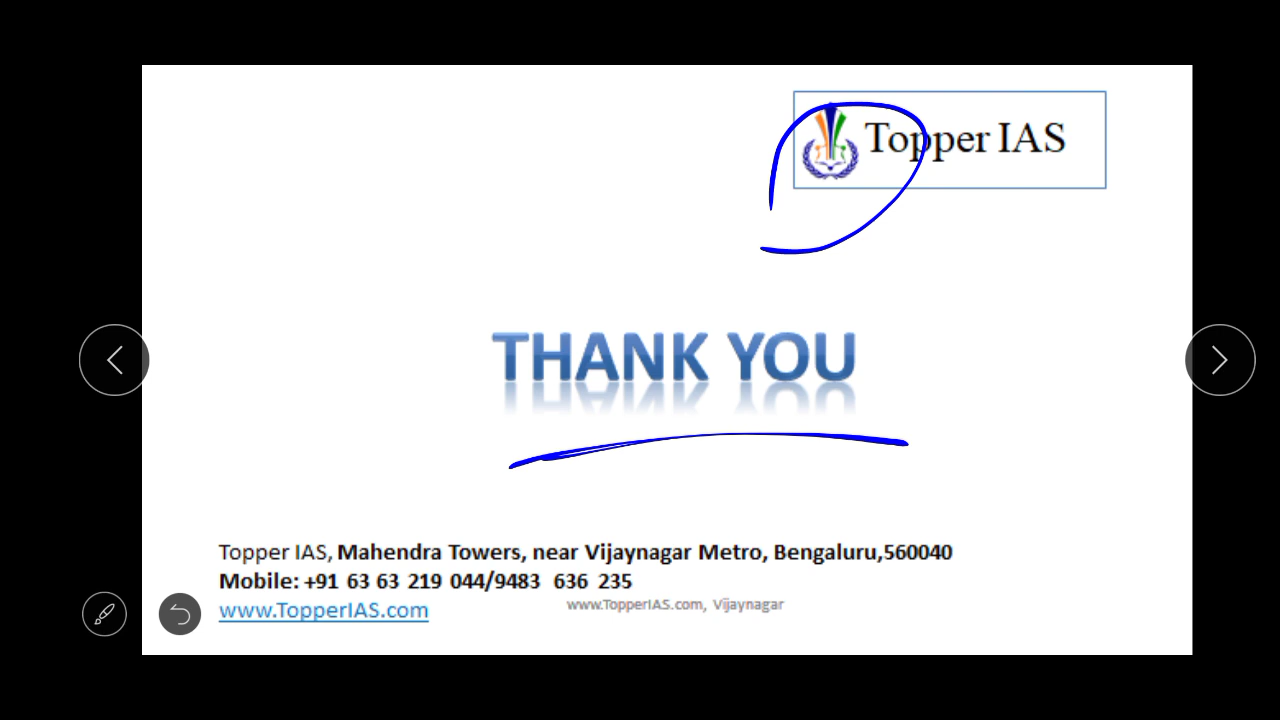 Topper IAS
THANK YOU
Topper IAS, Mahendra Towers, near Vijaynagar Metro, Bengaluru,560040
Mobile: +91 63 63 219 044/9483 636 235
www.TopperIAS.com
www.TopperIAS.com, Vijaynagar